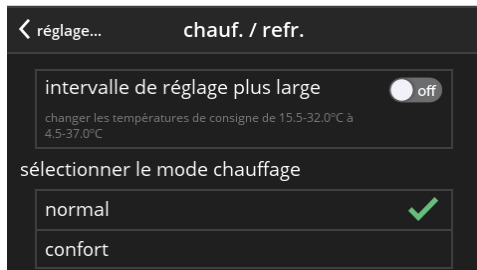 réglage... chauf. / refr.
intervalle de réglage plus large off
changer les températures de consigne de 15.5-32.0°C à
4.5-37.0°C
sélectionner le mode chauffage
normal
confort